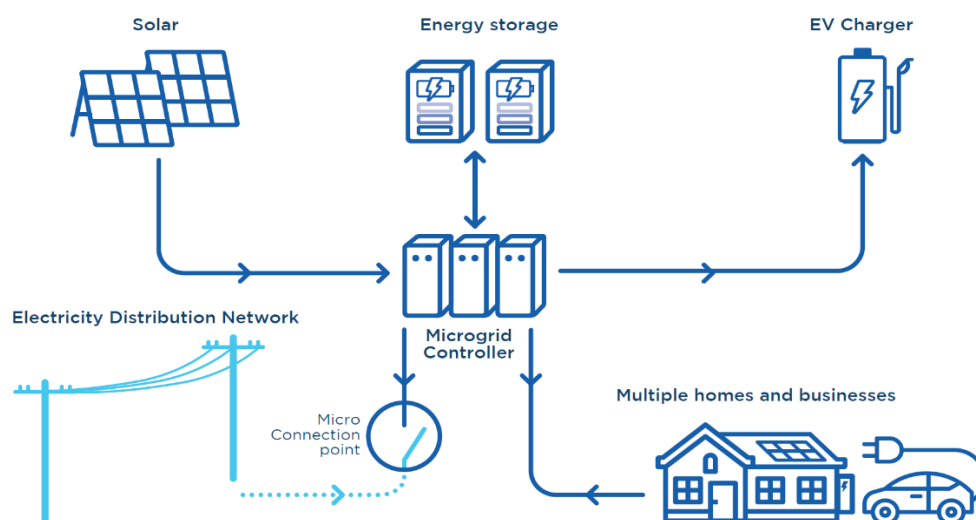 Solar
Energy storage
EV Charger
Electricity Distribution Network
Microgrid
Controller
Micro
Connection
point
Multiple homes and businesses